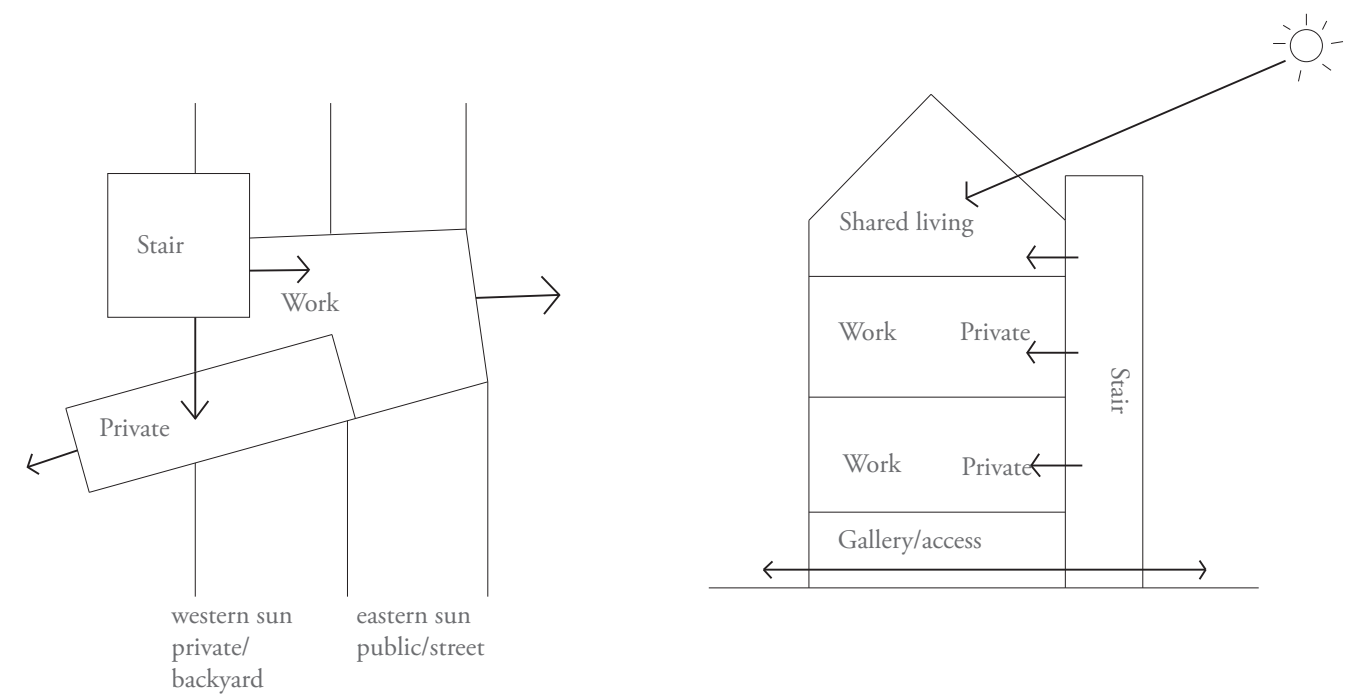 Stair
Work
Private
western sun
private/
backyard
eastern sun
public/street
Shared living
Work Private
Stair
Work Private
Gallery/access